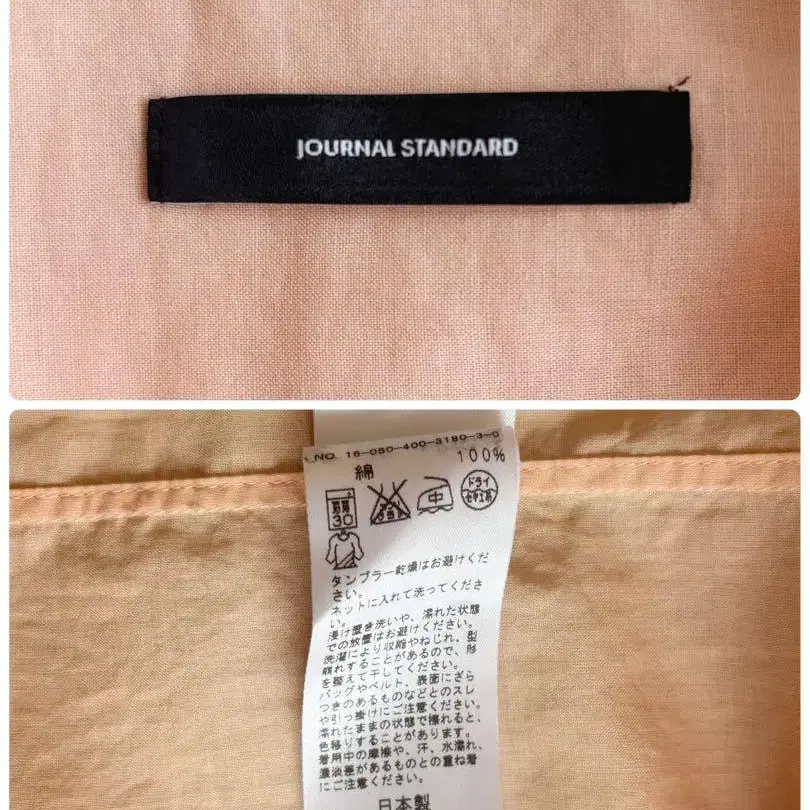 JOURNAL STANDARD
NO. 16-050-400-3190-3-0
綿 100%
30
中
ドライ
セキユ系
タンブラー乾燥はお避けくだ
さい。
ネットに入れて洗ってくださ
い。
浸け置き洗いや、濡れた状態
での放置はお避けください。
洗濯により収縮やねじれ、型
崩れすることがあるので、形
を整えて干してください。
バッグやベルト、表面にざら
つきのあるものなどとのスレ
や引っ掛けにご注意ください。
濡れたままの状態で擦れると、
色移りすることがあります。
着用中の摩擦や、汗、水濡れ、
濃淡差があるものとの重ね着
にご注意ください。
日本製